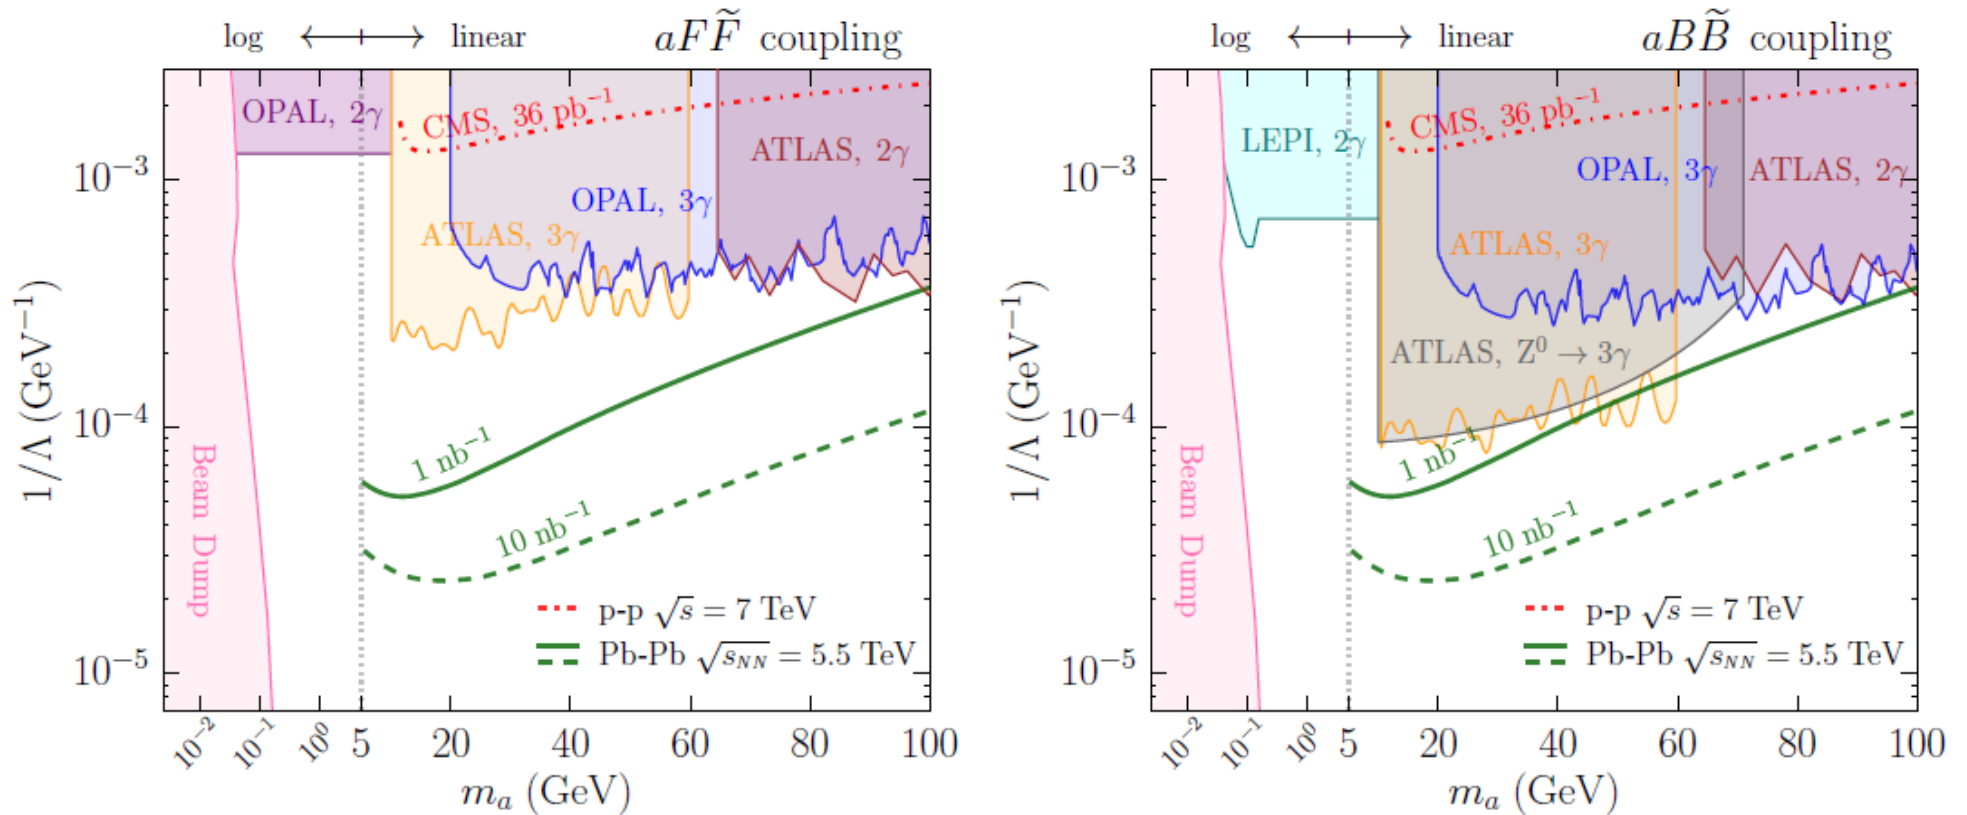 log ⟵⟶ linear aFF̃ coupling
OPAL, 2γ
CMS, 36 pb⁻¹
ATLAS, 2γ
OPAL, 3γ
ATLAS, 3γ
1 nb⁻¹
10 nb⁻¹
Beam Dump
p-p √s = 7 TeV
Pb-Pb √s_NN = 5.5 TeV
10⁻³
10⁻⁴
10⁻⁵
1/Λ (GeV⁻¹)
10⁻² 10⁻¹ 10⁰ 5 20 40 60 80 100
mₐ (GeV)
log ⟵⟶ linear aBB̃ coupling
LEPI, 2γ
CMS, 36 pb⁻¹
OPAL, 3γ
ATLAS, 2γ
ATLAS, 3γ
ATLAS, Z⁰ → 3γ
1 nb⁻¹
10 nb⁻¹
Beam Dump
p-p √s = 7 TeV
Pb-Pb √s_NN = 5.5 TeV
10⁻³
10⁻⁴
10⁻⁵
1/Λ (GeV⁻¹)
10⁻² 10⁻¹ 10⁰ 5 20 40 60 80 100
mₐ (GeV)